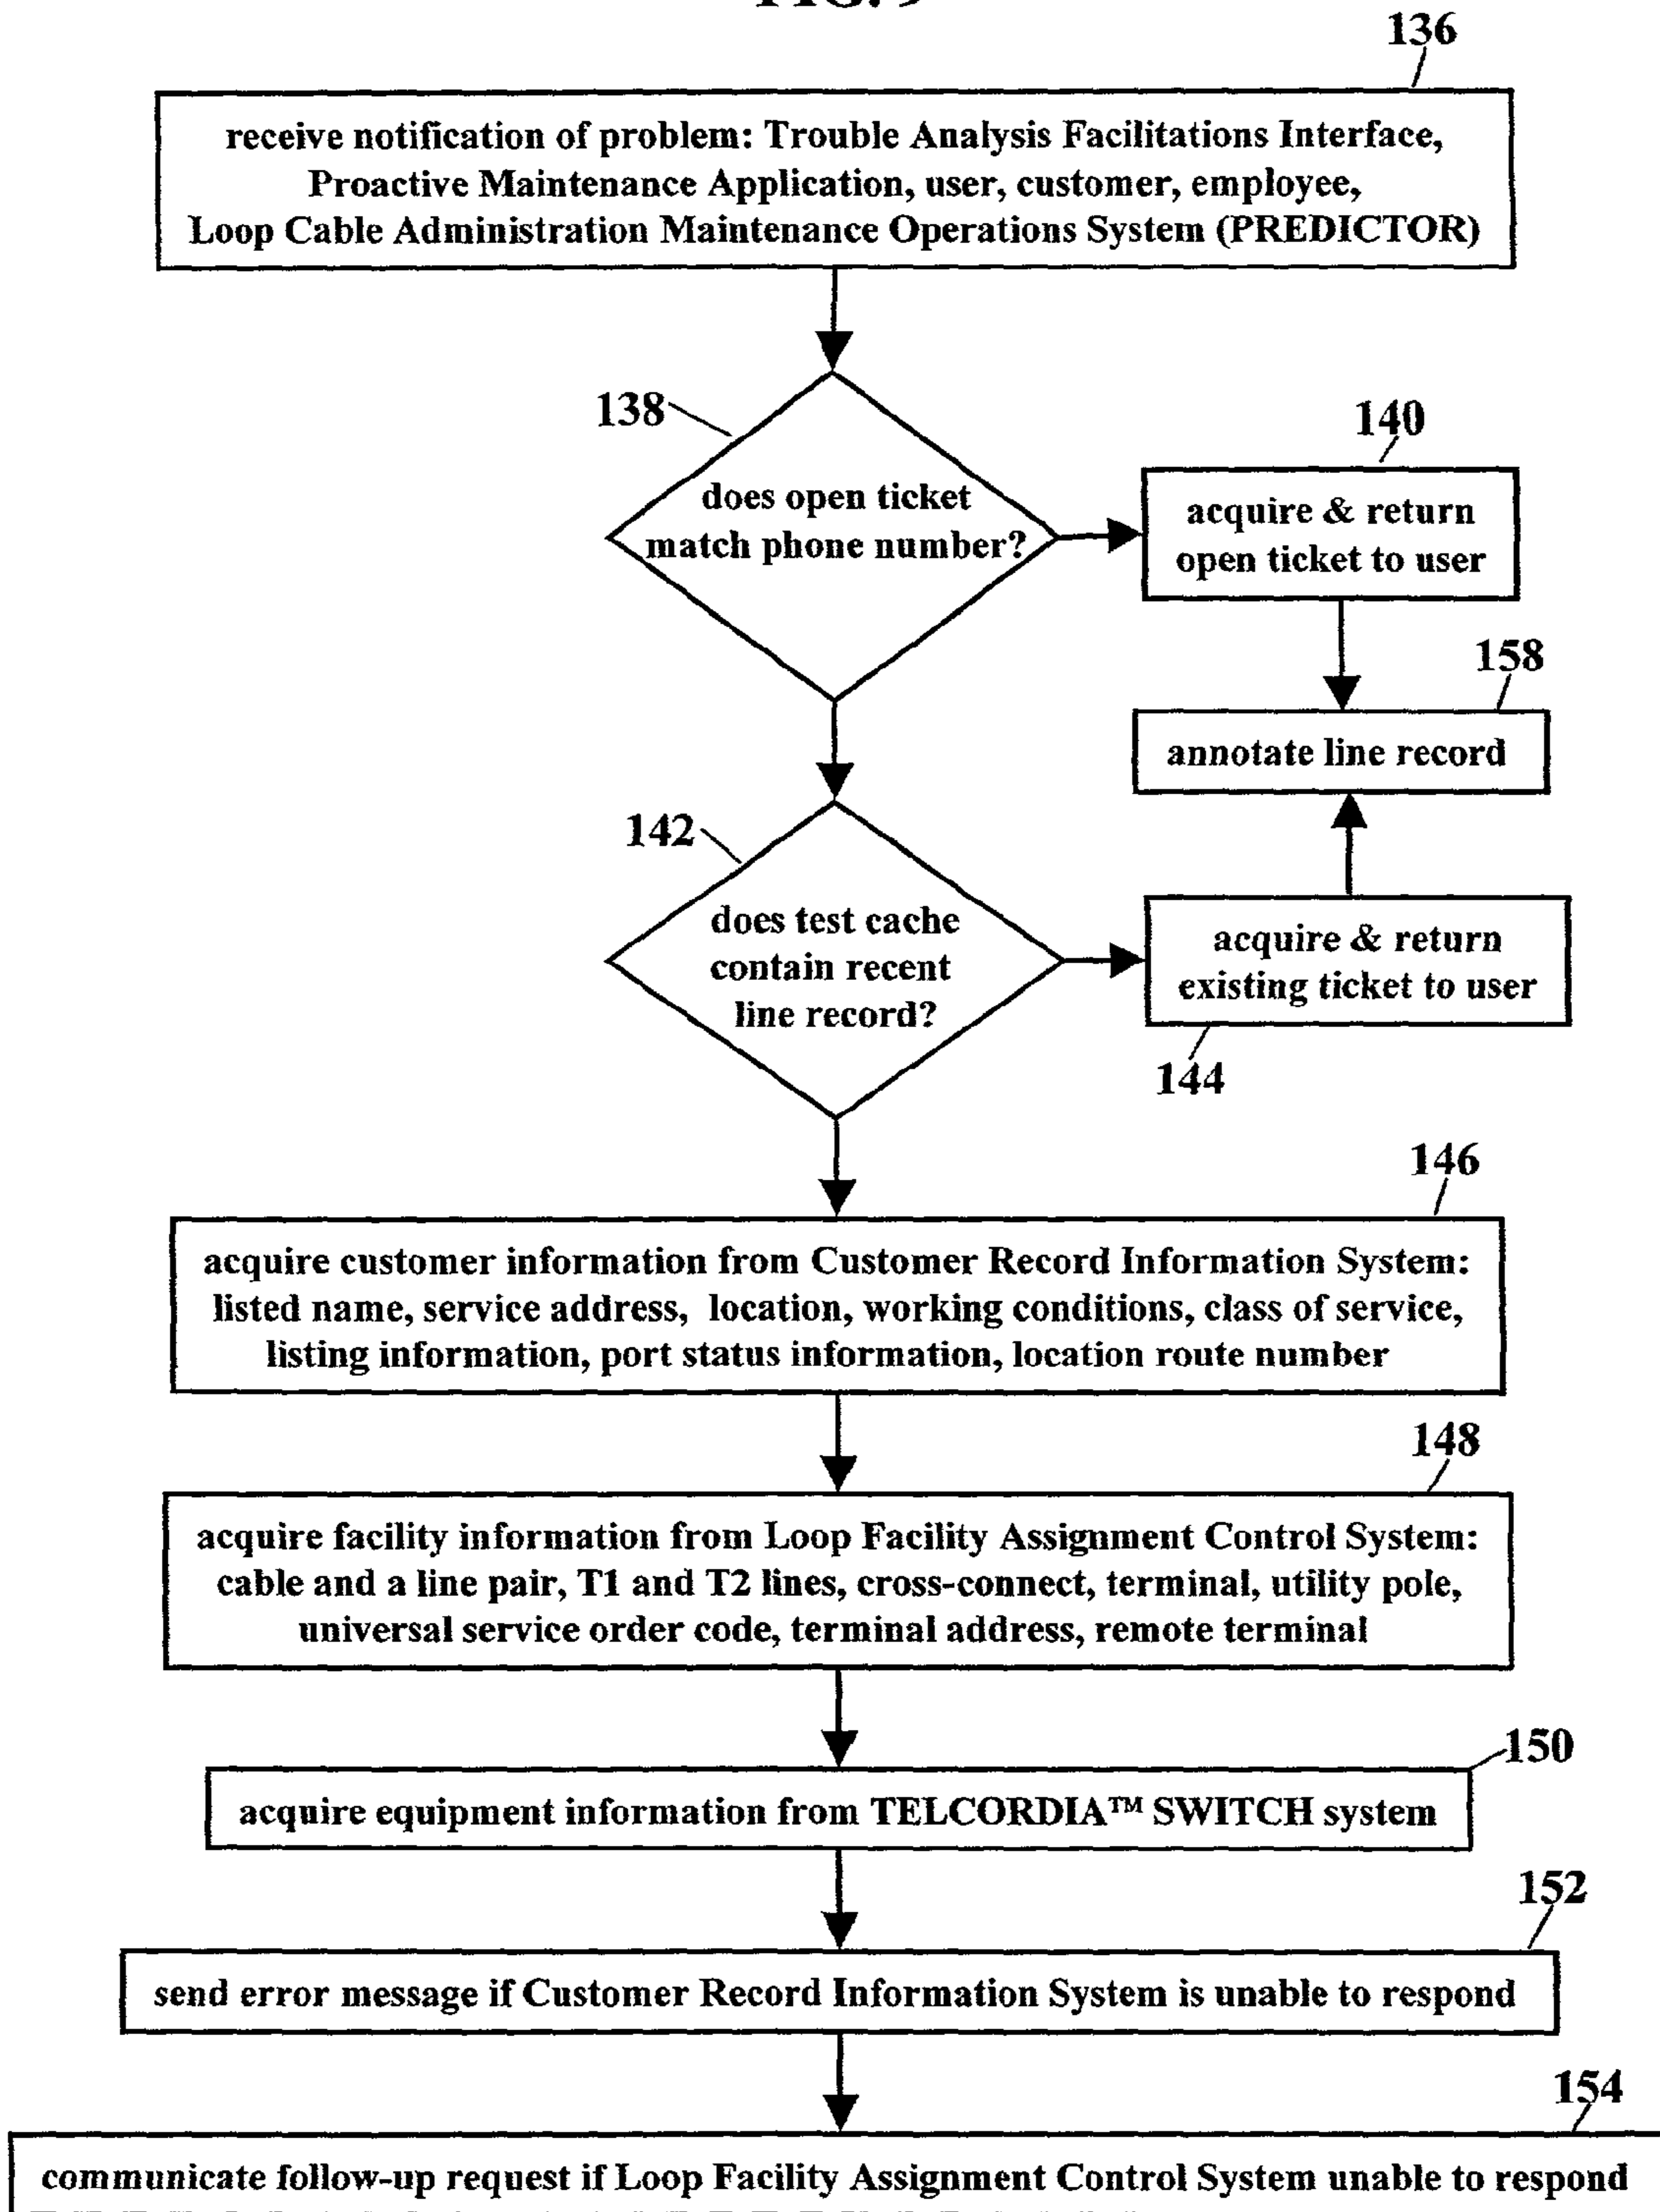 136
receive notification of problem: Trouble Analysis Facilitations Interface,
Proactive Maintenance Application, user, customer, employee,
Loop Cable Administration Maintenance Operations System (PREDICTOR)
138
does open ticket
match phone number?
140
acquire & return
open ticket to user
158
annotate line record
142
does test cache
contain recent
line record?
acquire & return
existing ticket to user
144
146
acquire customer information from Customer Record Information System:
listed name, service address, location, working conditions, class of service,
listing information, port status information, location route number
148
acquire facility information from Loop Facility Assignment Control System:
cable and a line pair, T1 and T2 lines, cross-connect, terminal, utility pole,
universal service order code, terminal address, remote terminal
150
acquire equipment information from TELCORDIA™ SWITCH system
152
send error message if Customer Record Information System is unable to respond
154
communicate follow-up request if Loop Facility Assignment Control System unable to respond